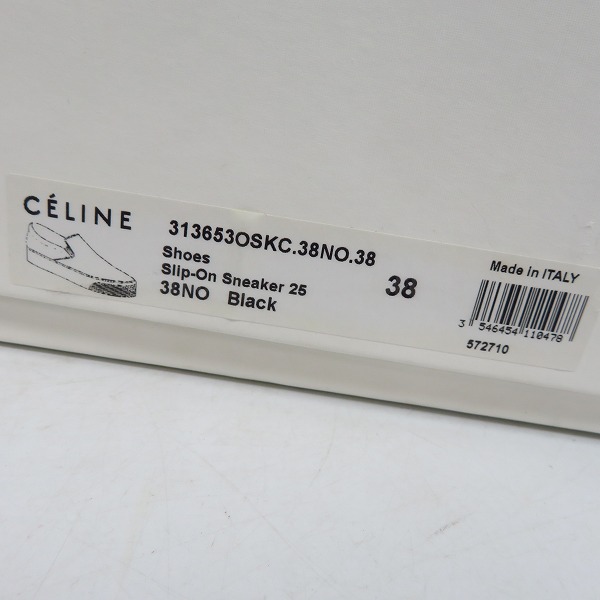 CÉLINE
313653OSKC.38NO.38
Shoes
Slip-On Sneaker 25
38NO Black
38
Made in ITALY
3 546454 110478
572710